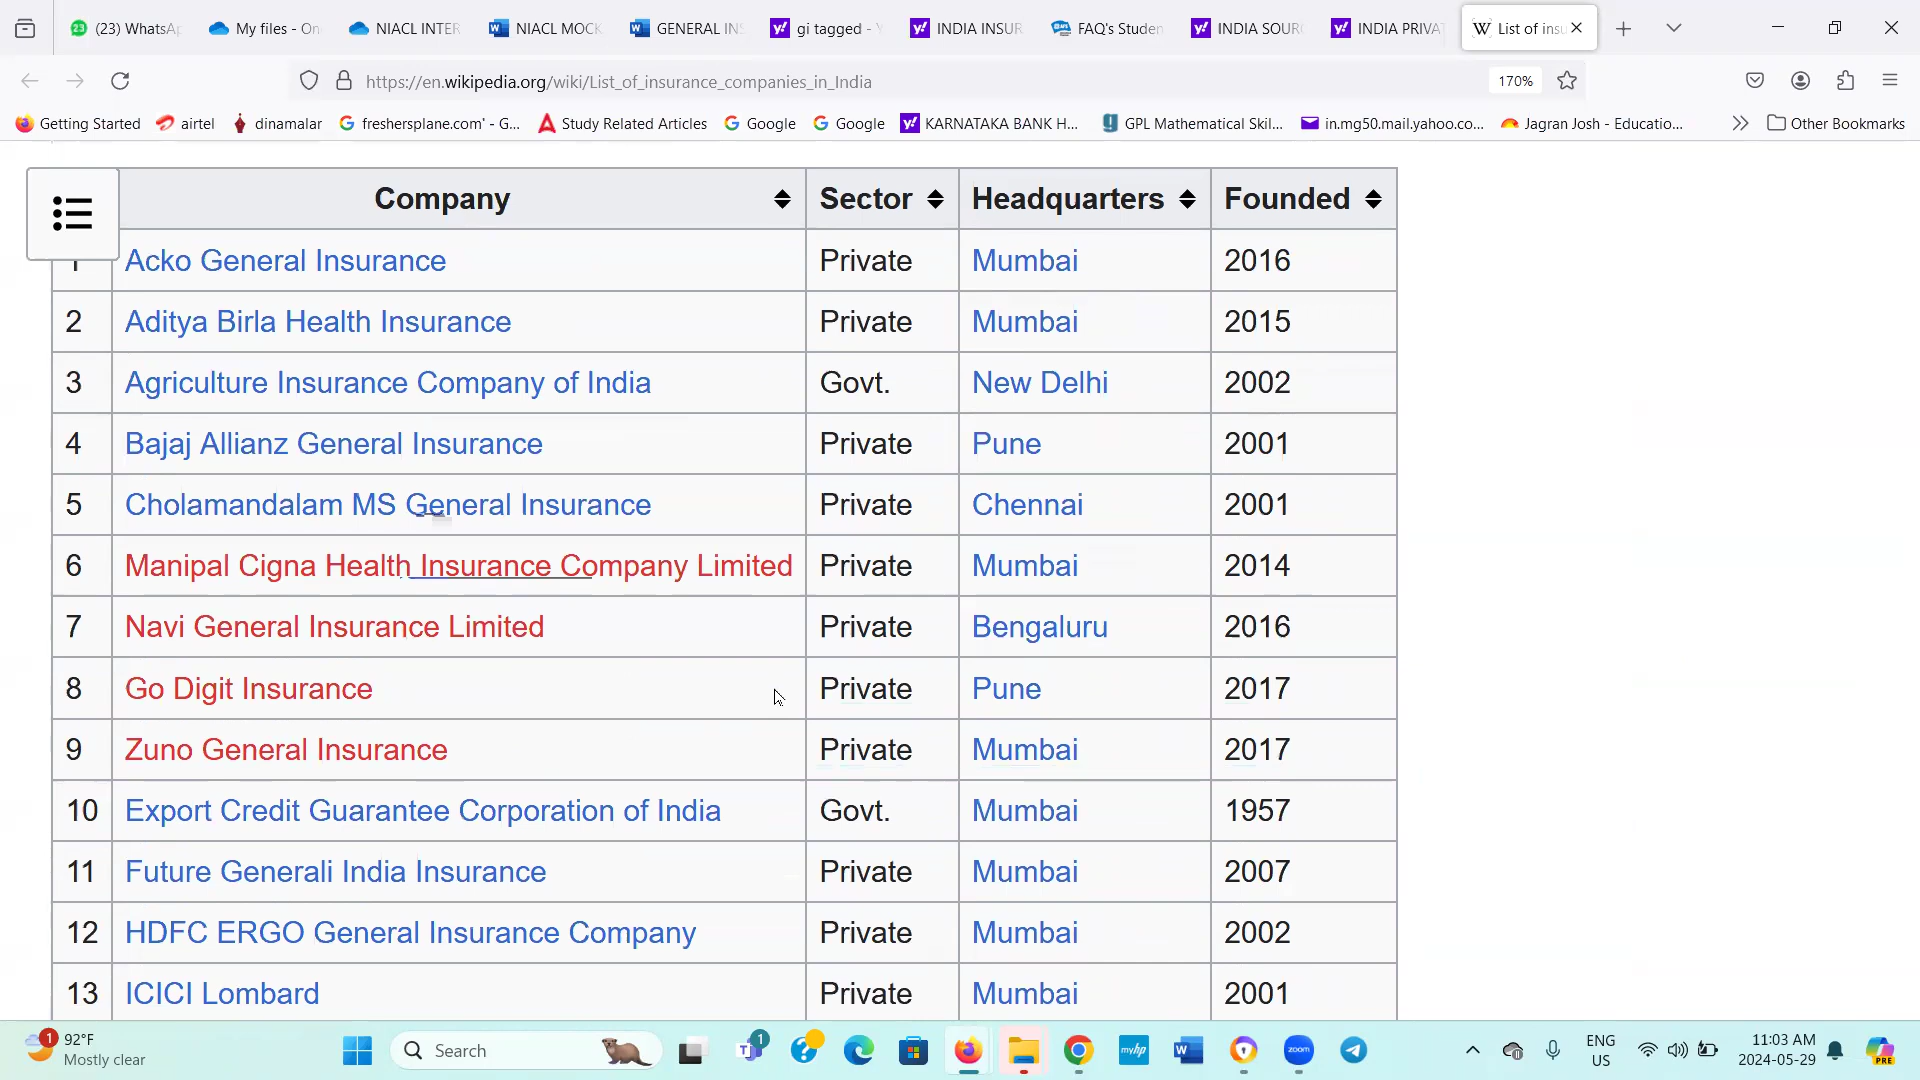 (23) WhatsA
My files - On
NIACL INTER
NIACL MOCK
GENERAL INS
gi tagged - Y
INDIA INSUR
FAQ's Studen
INDIA SOUR
INDIA PRIVA
List of insu
https://en.wikipedia.org/wiki/List_of_insurance_companies_in_India
170%
Getting Started
airtel
dinamalar
freshersplane.com' - G...
Study Related Articles
Google
Google
KARNATAKA BANK H...
GPL Mathematical Skil...
in.mg50.mail.yahoo.co...
Jagran Josh - Educatio...
Other Bookmarks
Company Sector Headquarters Founded
1 Acko General Insurance Private Mumbai 2016
2 Aditya Birla Health Insurance Private Mumbai 2015
3 Agriculture Insurance Company of India Govt. New Delhi 2002
4 Bajaj Allianz General Insurance Private Pune 2001
5 Cholamandalam MS General Insurance Private Chennai 2001
6 Manipal Cigna Health Insurance Company Limited Private Mumbai 2014
7 Navi General Insurance Limited Private Bengaluru 2016
8 Go Digit Insurance Private Pune 2017
9 Zuno General Insurance Private Mumbai 2017
10 Export Credit Guarantee Corporation of India Govt. Mumbai 1957
11 Future Generali India Insurance Private Mumbai 2007
12 HDFC ERGO General Insurance Company Private Mumbai 2002
13 ICICI Lombard Private Mumbai 2001
1
92°F
Mostly clear
Search
1
myhp
zoom
ENG
US
11:03 AM
2024-05-29
PRE